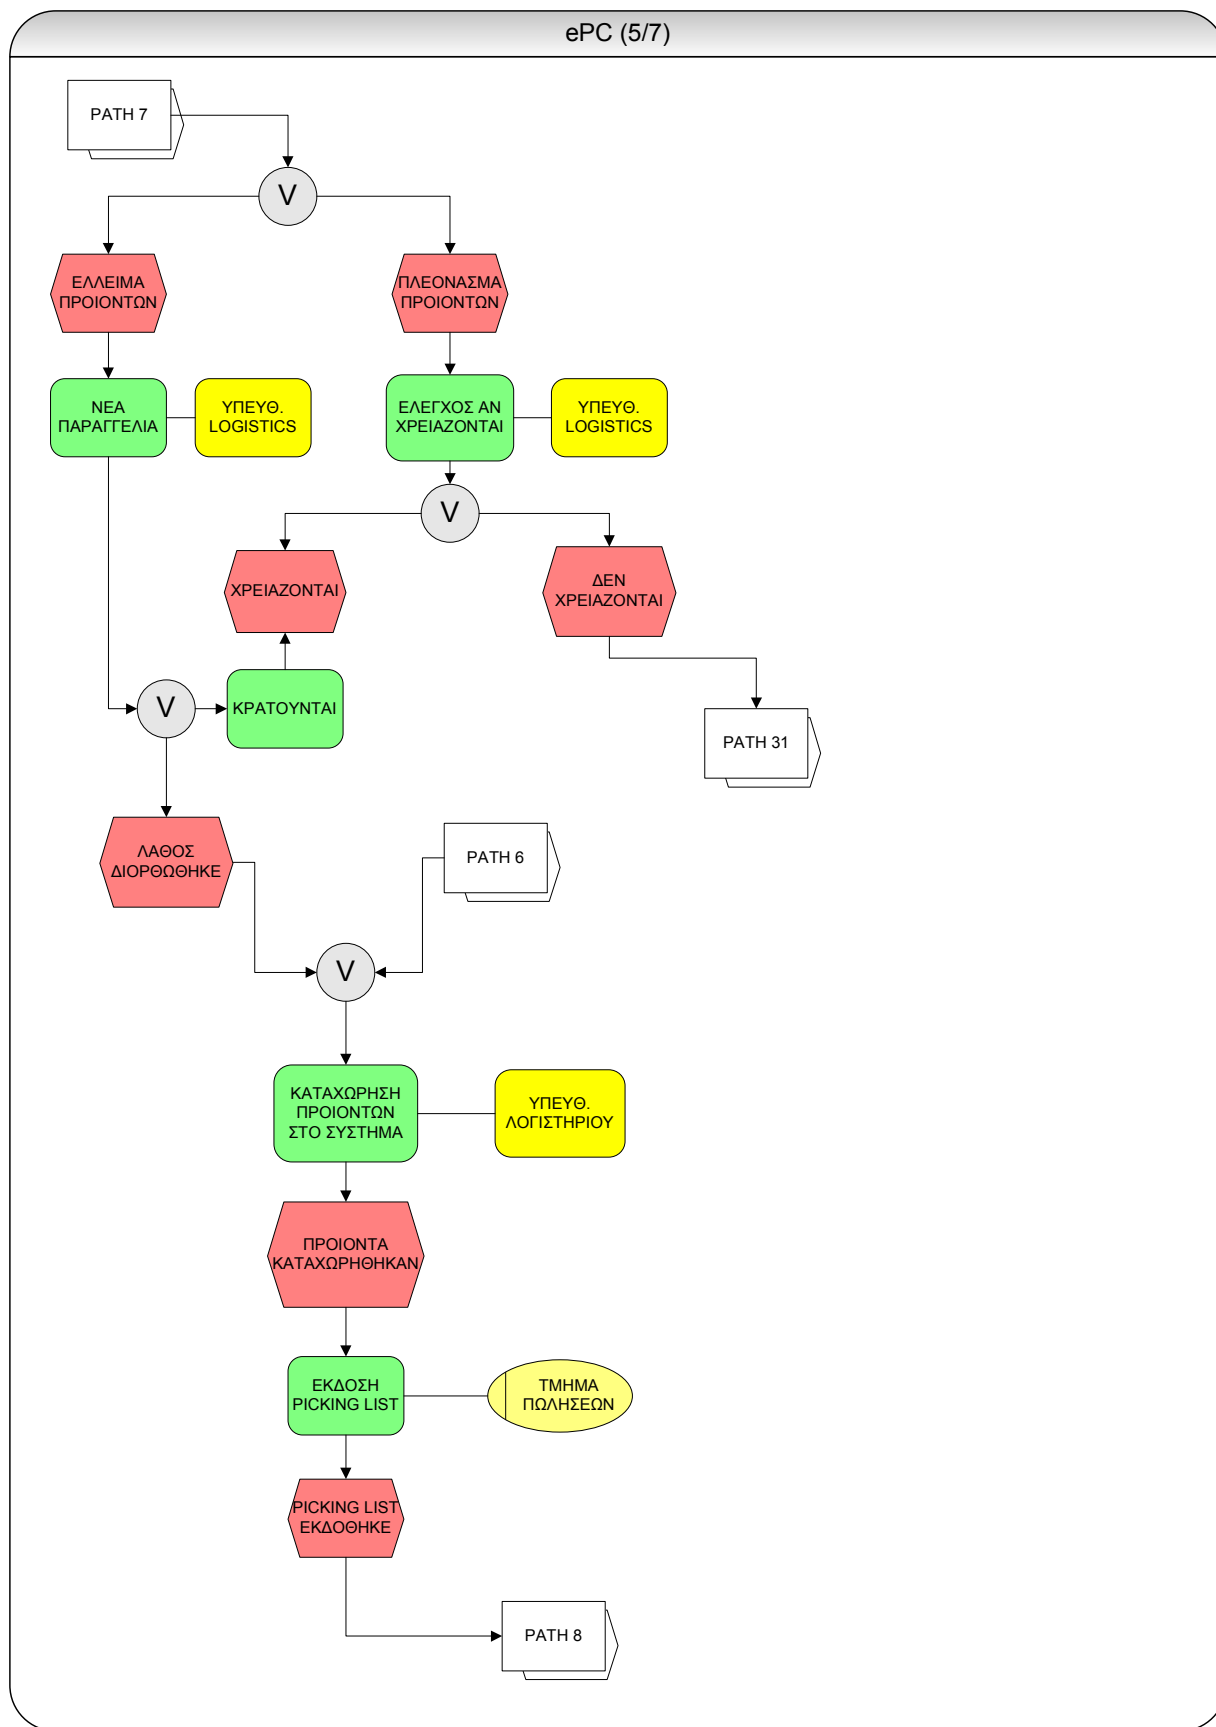 ePC (5/7)
PATH 7
V
ΕΛΛΕΙΜΑ
ΠΡΟΙΟΝΤΩΝ
ΠΛΕΟΝΑΣΜΑ
ΠΡΟΙΟΝΤΩΝ
ΝΕΑ
ΠΑΡΑΓΓΕΛΙΑ
ΥΠΕΥΘ.
LOGISTICS
ΕΛΕΓΧΟΣ ΑΝ
ΧΡΕΙΑΖΟΝΤΑΙ
ΥΠΕΥΘ.
LOGISTICS
V
ΧΡΕΙΑΖΟΝΤΑΙ
ΔΕΝ
ΧΡΕΙΑΖΟΝΤΑΙ
V
ΚΡΑΤΟΥΝΤΑΙ
PATH 31
ΛΑΘΟΣ
ΔΙΟΡΘΩΘΗΚΕ
PATH 6
V
ΚΑΤΑΧΩΡΗΣΗ
ΠΡΟΙΟΝΤΩΝ
ΣΤΟ ΣΥΣΤΗΜΑ
ΥΠΕΥΘ.
ΛΟΓΙΣΤΗΡΙΟΥ
ΠΡΟΙΟΝΤΑ
ΚΑΤΑΧΩΡΗΘΗΚΑΝ
ΕΚΔΟΣΗ
PICKING LIST
ΤΜΗΜΑ
ΠΩΛΗΣΕΩΝ
PICKING LIST
ΕΚΔΟΘΗΚΕ
PATH 8